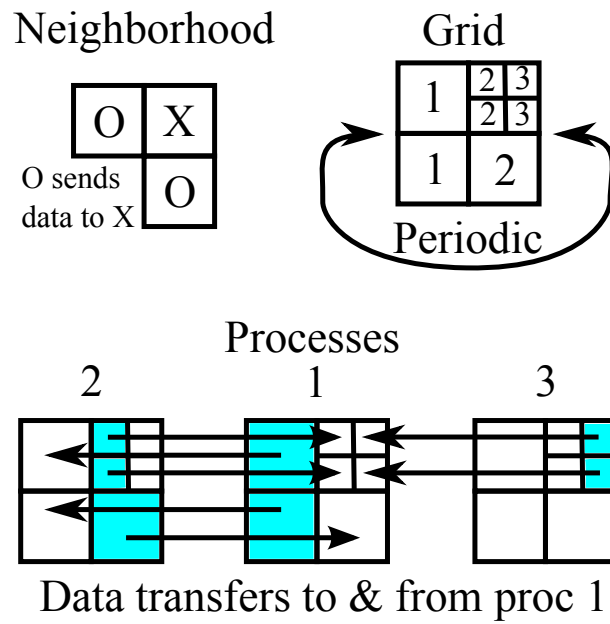 Neighborhood
O X
O
O sends
data to X
Grid
1 2 3
2 3
1 2
Periodic
Processes
2 1 3
Data transfers to & from proc 1